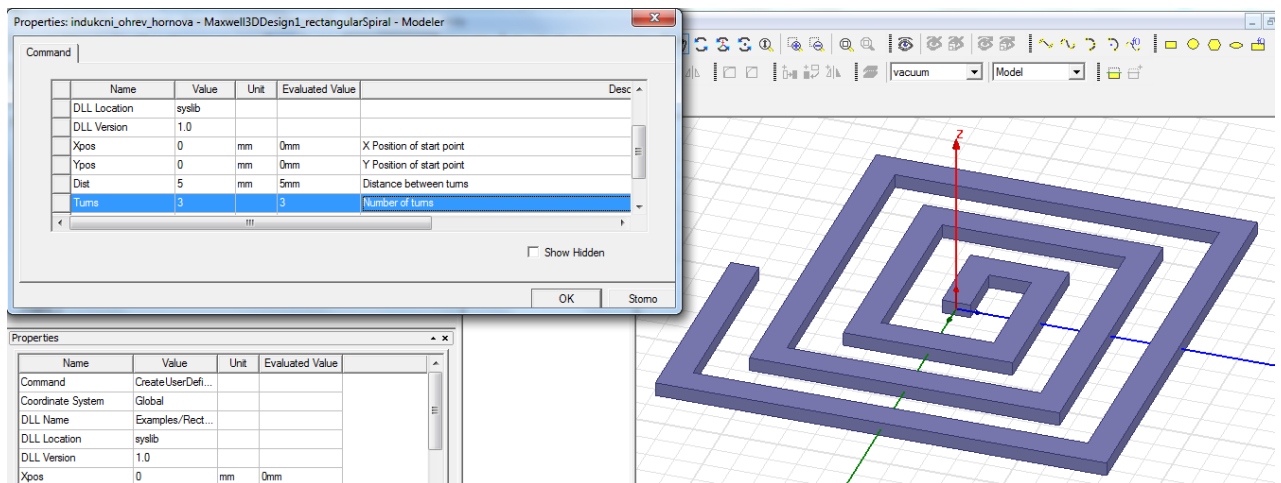 Properties: indukcni_ohrev_hornova - Maxwell3DDesign1_rectangularSpiral - Modeler
Command
Name Value Unit Evaluated Value Desc
DLL Location syslib
DLL Version 1.0
Xpos 0 mm 0mm X Position of start point
Ypos 0 mm 0mm Y Position of start point
Dist 5 mm 5mm Distance between turns
Turns 3 3 Number of turns
Show Hidden
OK Storno
vacuum Model
Z
Properties
Name Value Unit Evaluated Value
Command CreateUserDefi...
Coordinate System Global
DLL Name Examples/Rect...
DLL Location syslib
DLL Version 1.0
Xpos 0 mm 0mm